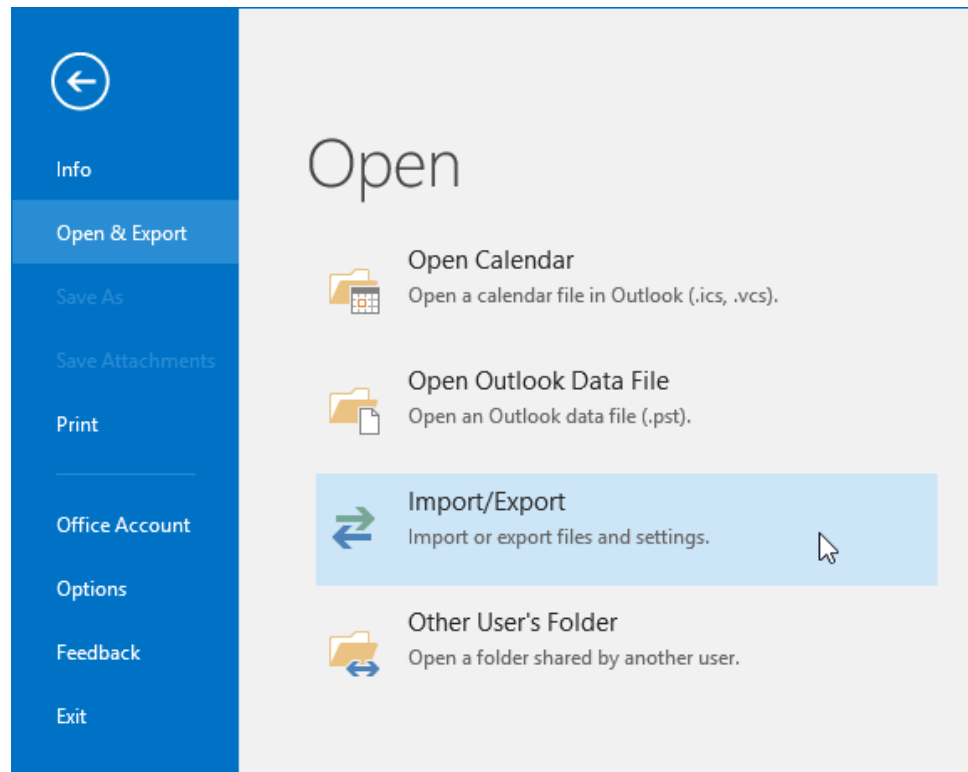 Info
Open & Export
Save As
Save Attachments
Print
Office Account
Options
Feedback
Exit
Open
Open Calendar
Open a calendar file in Outlook (.ics, .vcs).
Open Outlook Data File
Open an Outlook data file (.pst).
Import/Export
Import or export files and settings.
Other User's Folder
Open a folder shared by another user.